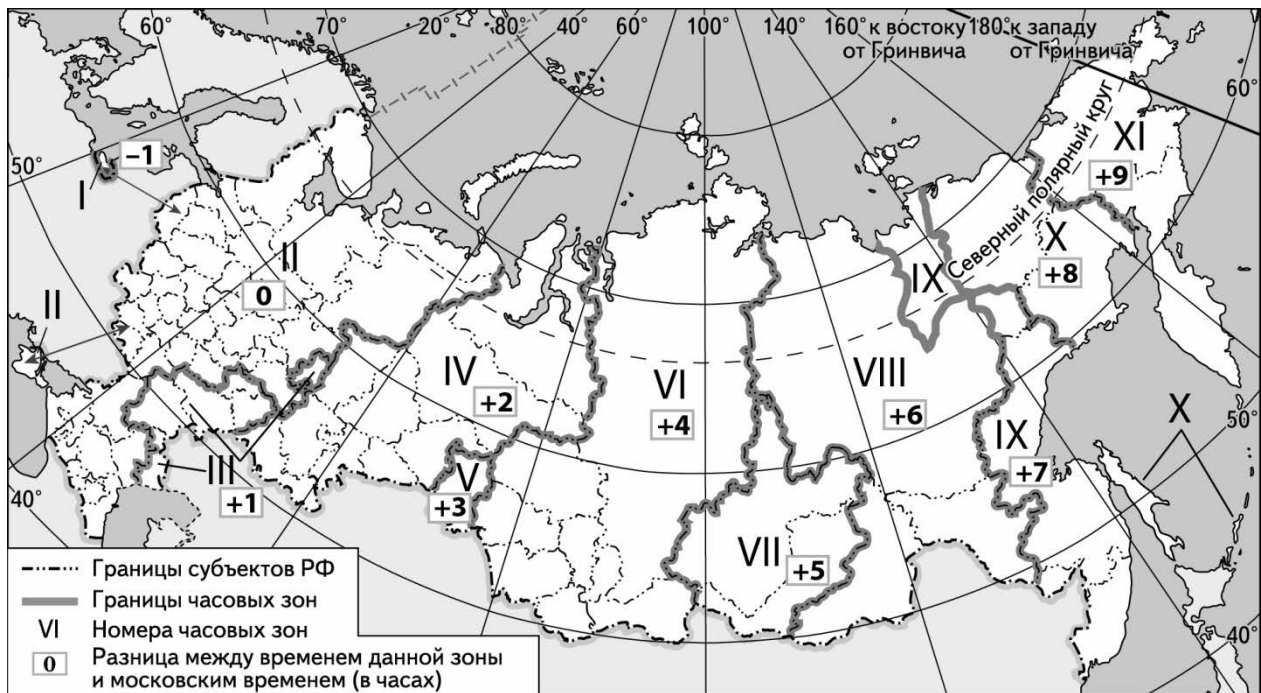 60° 70° 20° 80° 40° 60° 100° 140° 160° к востоку 180° к западу
от Гринвича от Гринвича
60°
50°
–1
I
Северный полярный круг
XI
+9
II
0
X
+8
IX
II
IV
+2
VI
+4
VIII
+6
X
50°
40°
III
+1
V
+3
IX
+7
VII
+5
40°
Границы субъектов РФ
Границы часовых зон
VI Номера часовых зон
0 Разница между временем данной зоны
и московским временем (в часах)